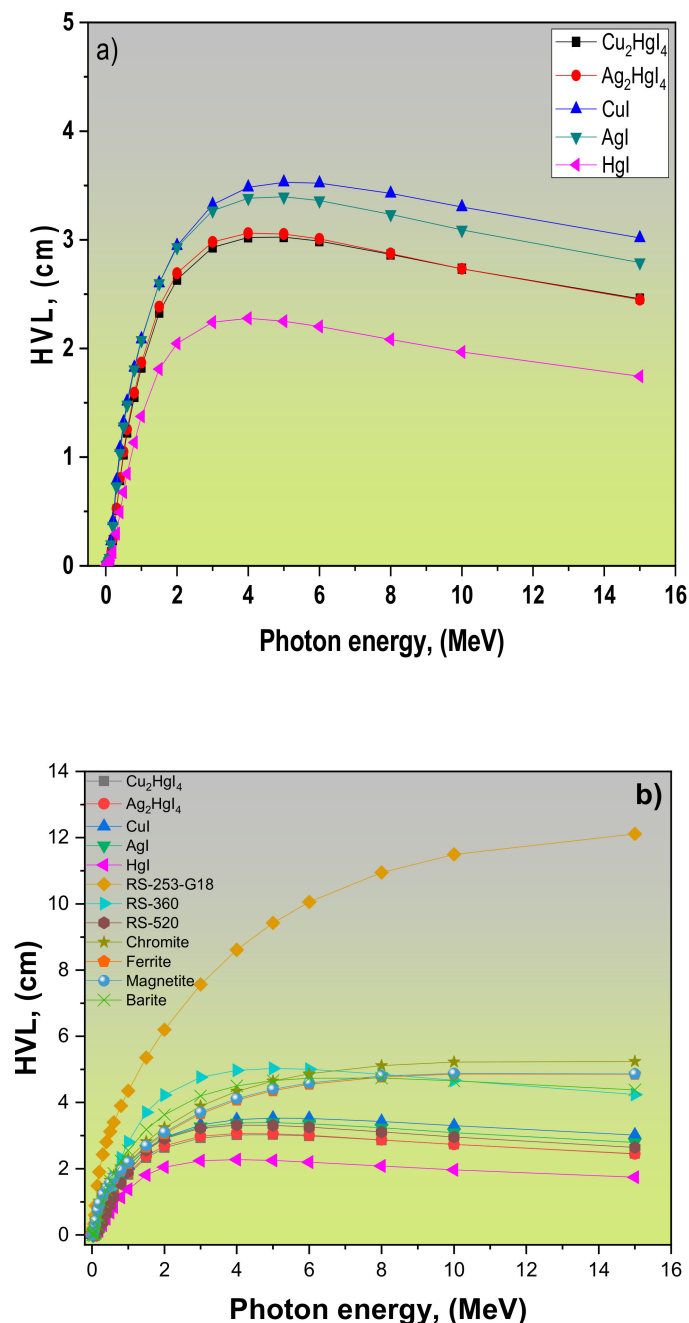 a)
Cu₂HgI₄
Ag₂HgI₄
CuI
AgI
HgI
5
4
3
2
1
0
HVL, (cm)
0 2 4 6 8 10 12 14 16
Photon energy, (MeV)
b)
Cu₂HgI₄
Ag₂HgI₄
CuI
AgI
HgI
RS-253-G18
RS-360
RS-520
Chromite
Ferrite
Magnetite
Barite
14
12
10
8
6
4
2
0
HVL, (cm)
0 2 4 6 8 10 12 14 16
Photon energy, (MeV)